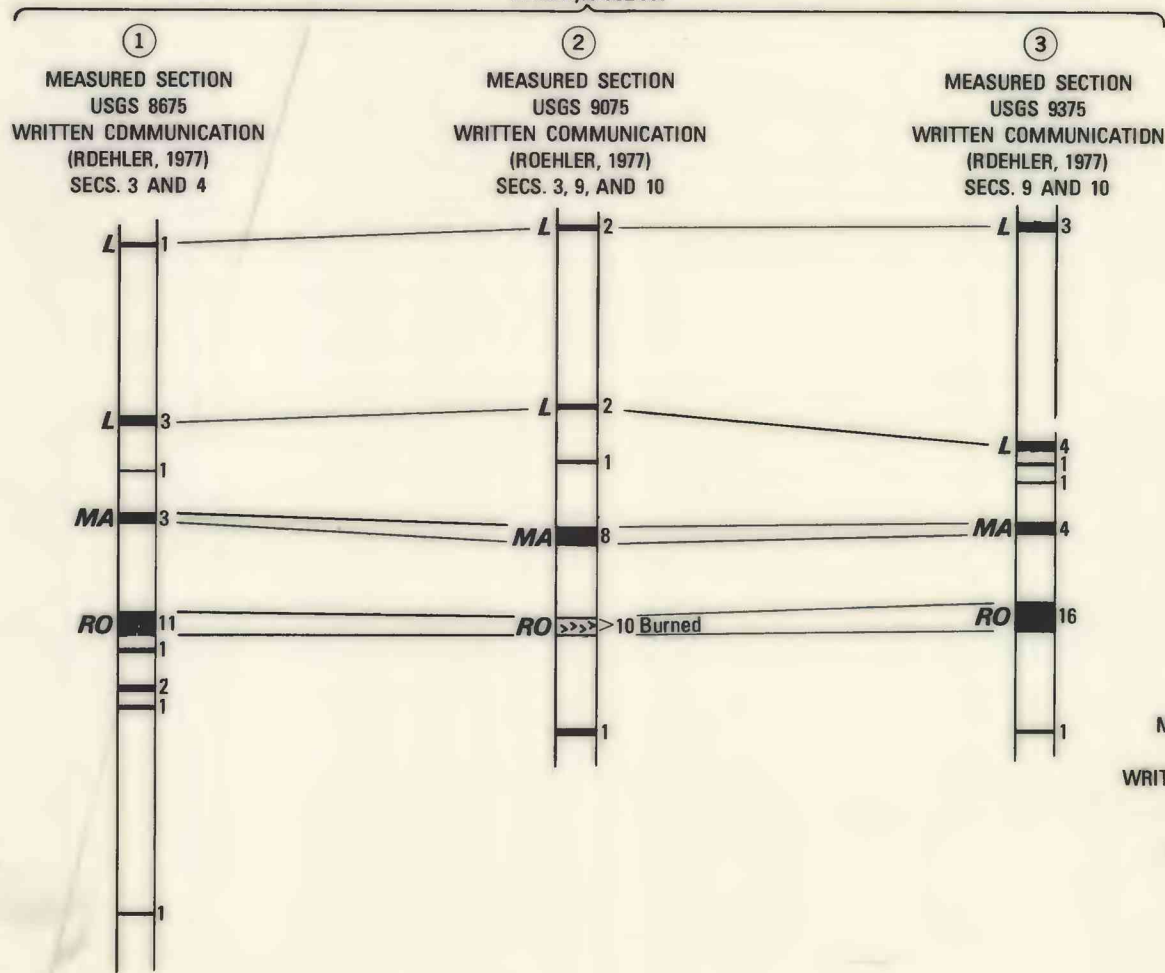 1
MEASURED SECTION
USGS 8675
WRITTEN COMMUNICATION
(RDEHLER, 1977)
SECS. 3 AND 4
L 1
L 3
1
MA 3
RO 11
1
2
1
1
2
MEASURED SECTION
USGS 9075
WRITTEN COMMUNICATION
(ROEHLER, 1977)
SECS. 3, 9, AND 10
L 2
L 2
1
MA 8
RO >>>> >10 Burned
1
3
MEASURED SECTION
USGS 9375
WRITTEN COMMUNICATION
(RDEHLER, 1977)
SECS. 9 AND 10
L 3
L 4
1
1
MA 4
RO 16
1
M
WRIT